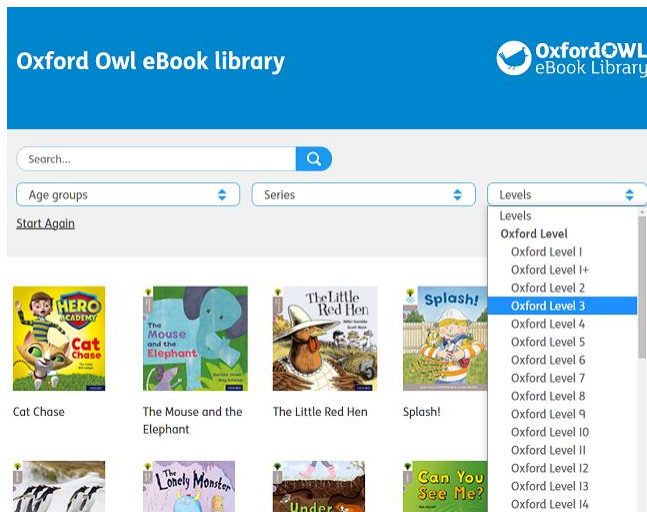 Oxford Owl eBook library
OxfordOWL
eBook Library
Search...
Age groups
Series
Levels
Start Again
Levels
Oxford Level
Oxford Level 1
Oxford Level 1+
Oxford Level 2
Oxford Level 3
Oxford Level 4
Oxford Level 5
Oxford Level 6
Oxford Level 7
Oxford Level 8
Oxford Level 9
Oxford Level 10
Oxford Level 11
Oxford Level 12
Oxford Level 13
Oxford Level 14
HERO
ACADEMY
Cat
Chase
The
Mouse
and the
Elephant
The Little
Red Hen
Splash!
Cat Chase
The Mouse and the
Elephant
The Little Red Hen
Splash!
The Lonely Monster
Under
Can You
See Me?